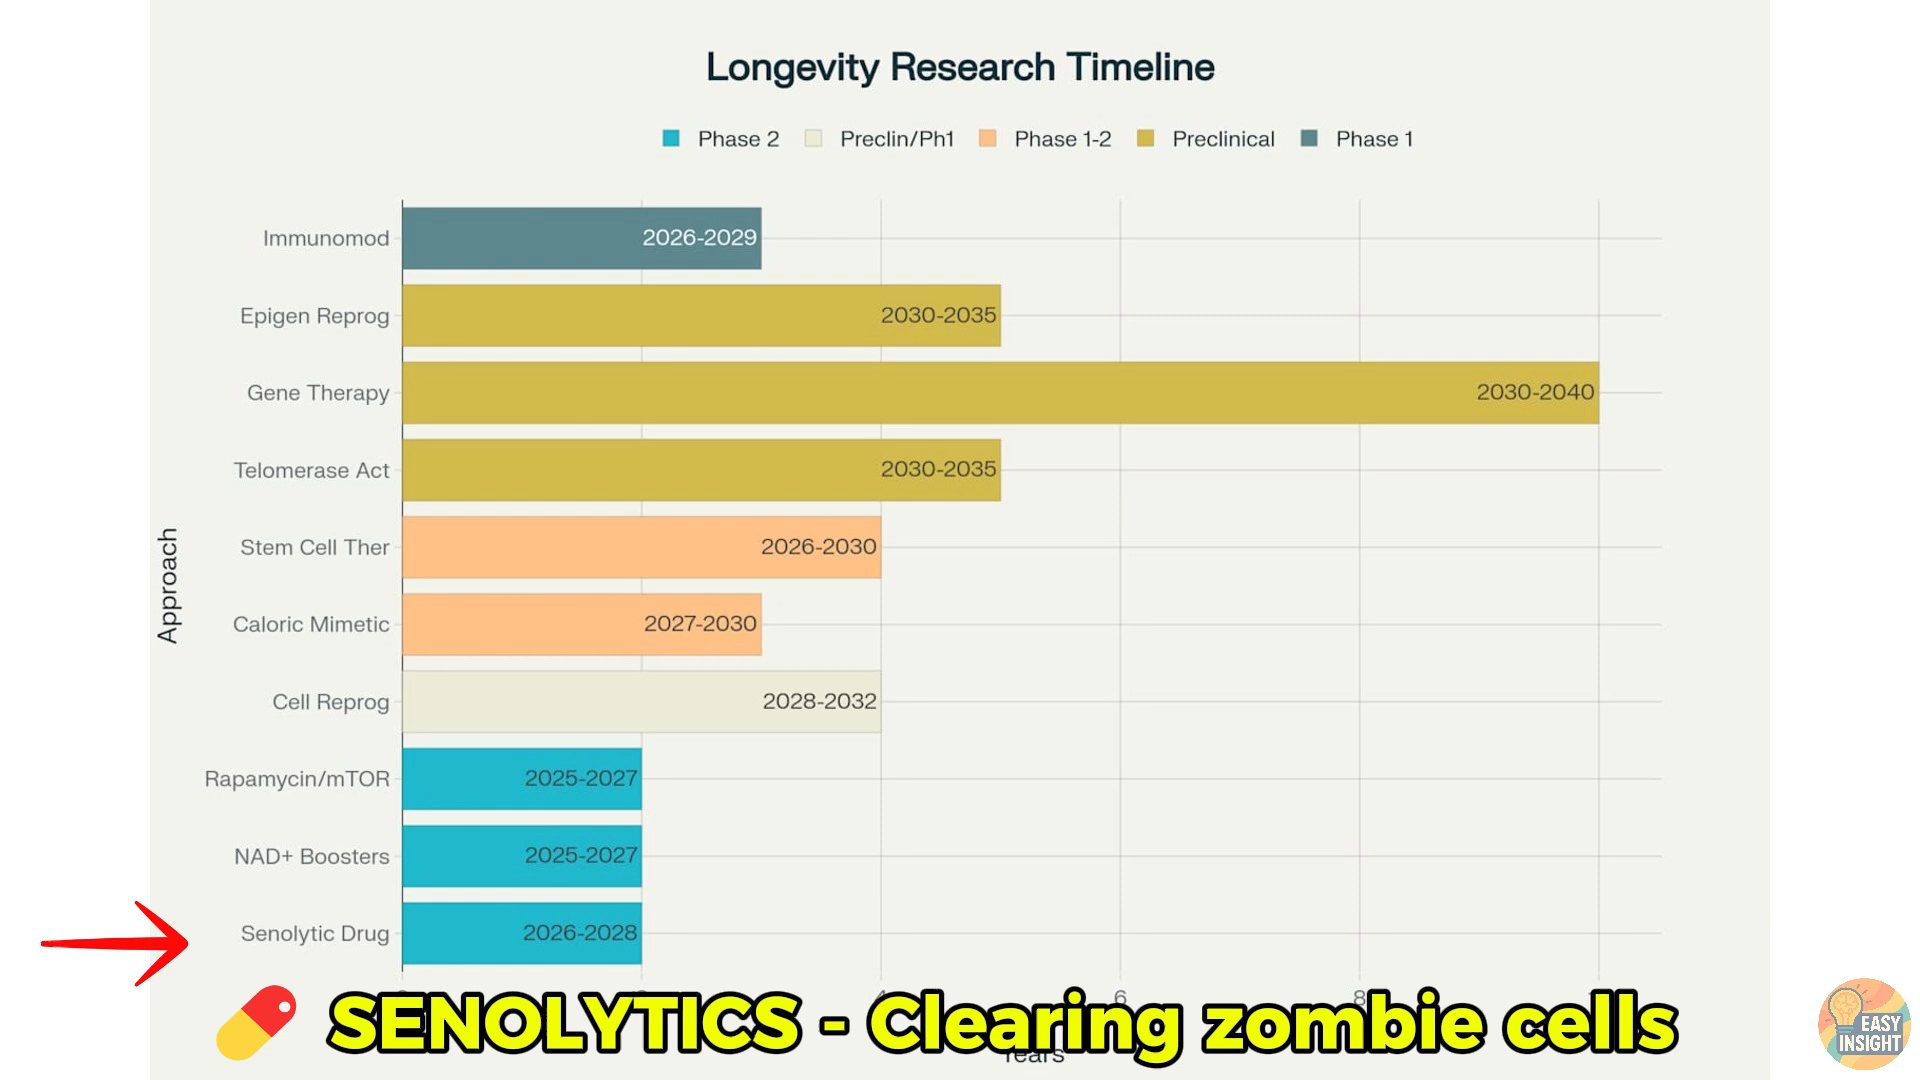 Longevity Research Timeline
Phase 2 Preclin/Ph1 Phase 1-2 Preclinical Phase 1
Approach
Immunomod 2026-2029
Epigen Reprog 2030-2035
Gene Therapy 2030-2040
Telomerase Act 2030-2035
Stem Cell Ther 2026-2030
Caloric Mimetic 2027-2030
Cell Reprog 2028-2032
Rapamycin/mTOR 2025-2027
NAD+ Boosters 2025-2027
Senolytic Drug 2026-2028
6 8
SENOLYTICS - Clearing zombie cells
Years
EASY
INSIGHT